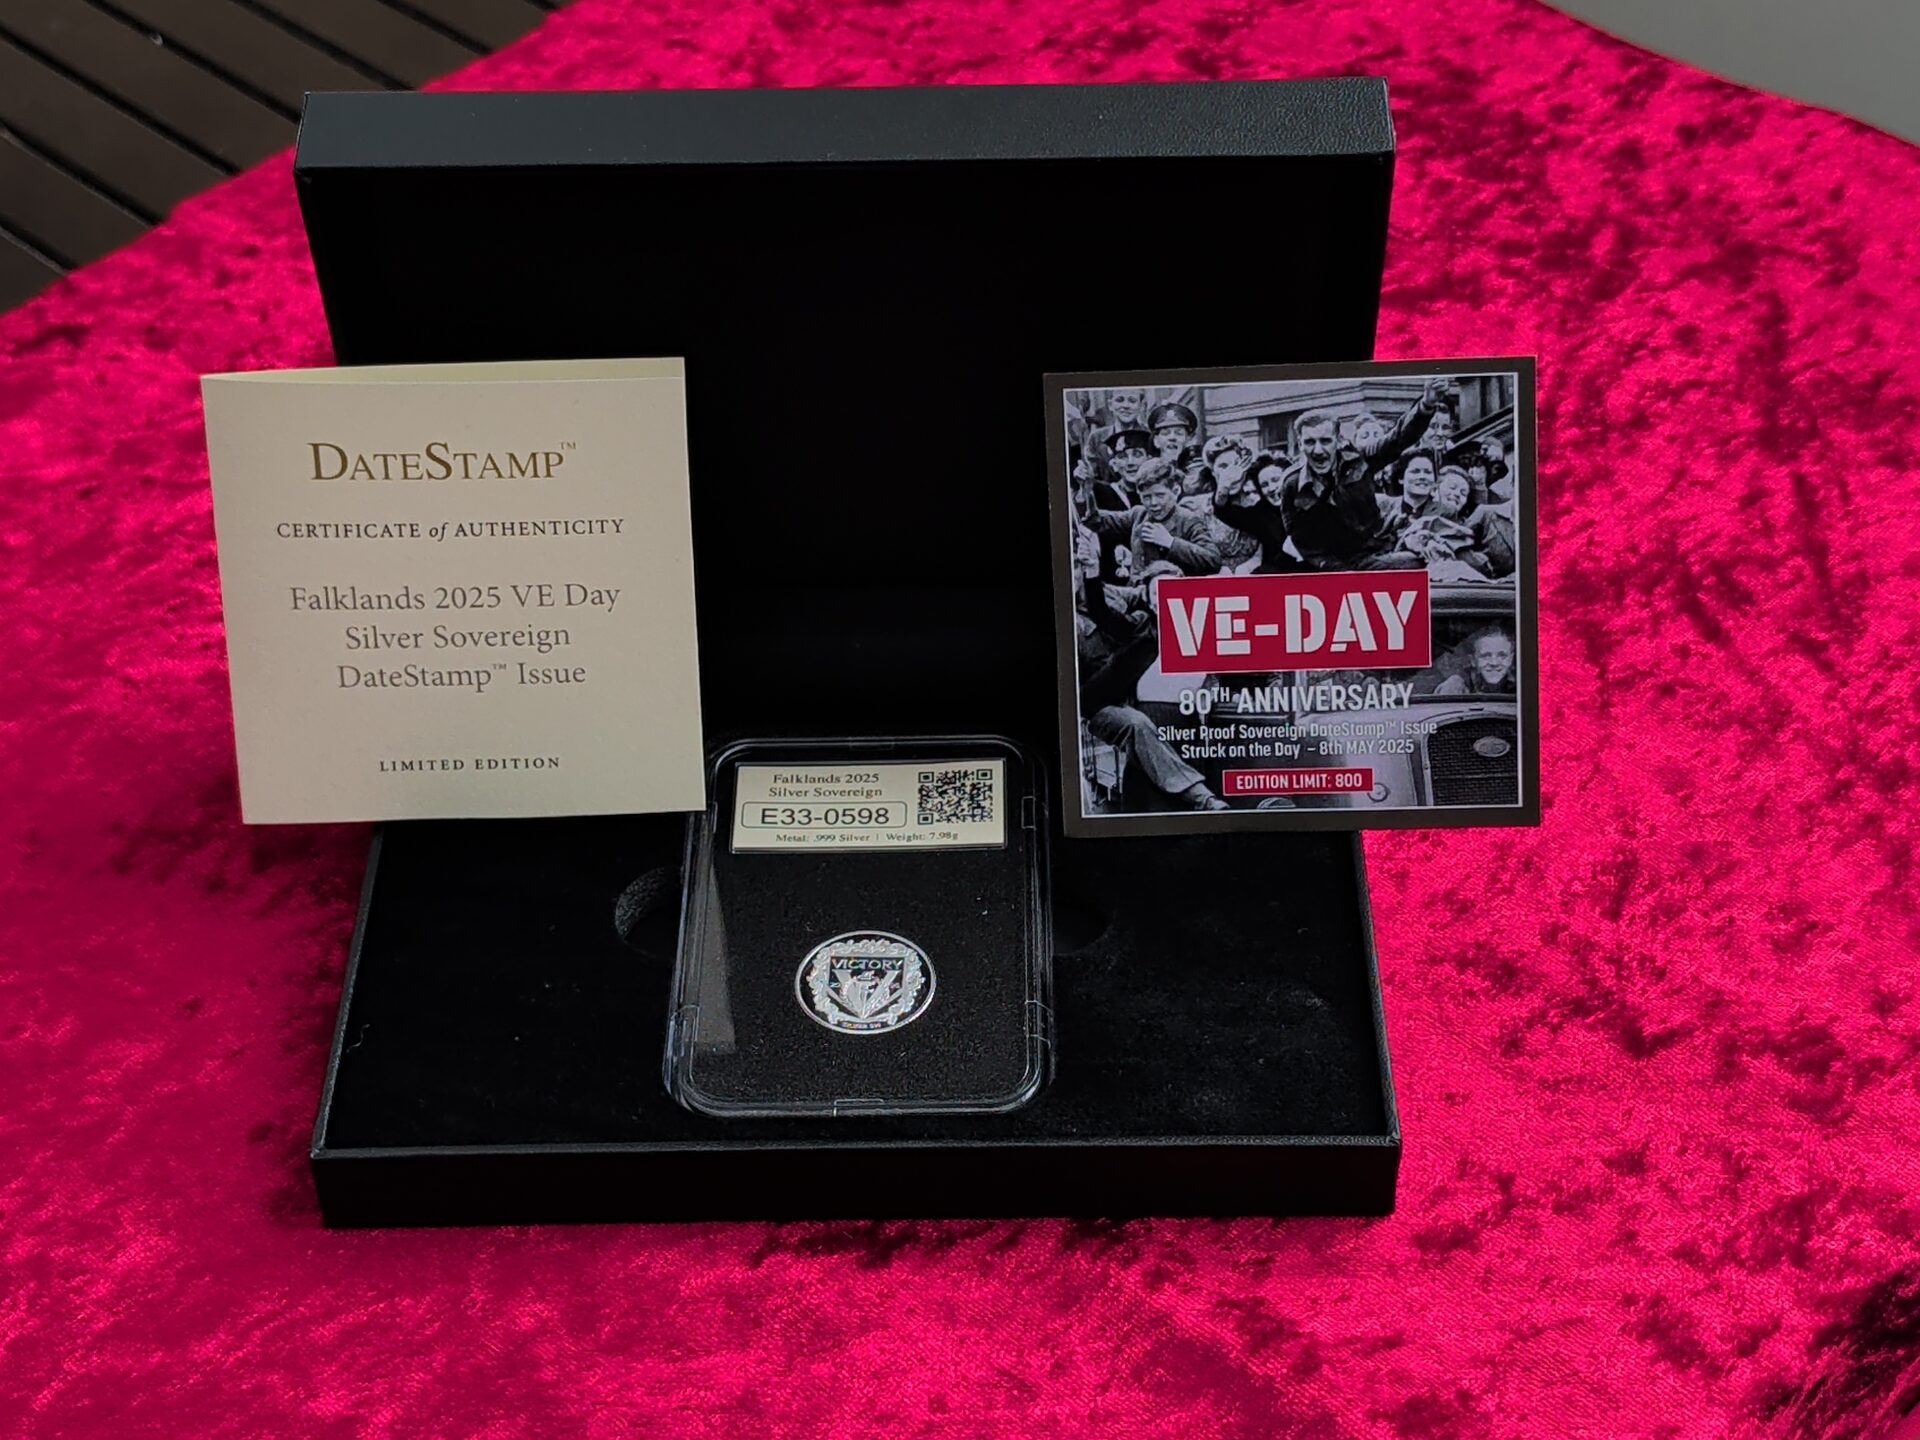 DATESTAMP™
CERTIFICATE of AUTHENTICITY
Falklands 2025 VE Day
Silver Sovereign
DateStamp™ Issue
LIMITED EDITION
VE-DAY
80TH ANNIVERSARY
Silver Proof Sovereign DateStamp™ Issue
Struck on the Day – 8th MAY 2025
EDITION LIMIT: 800
Falklands 2025
Silver Sovereign
E33-0598
Metal: .999 Silver | Weight: 7.98g
VICTORY